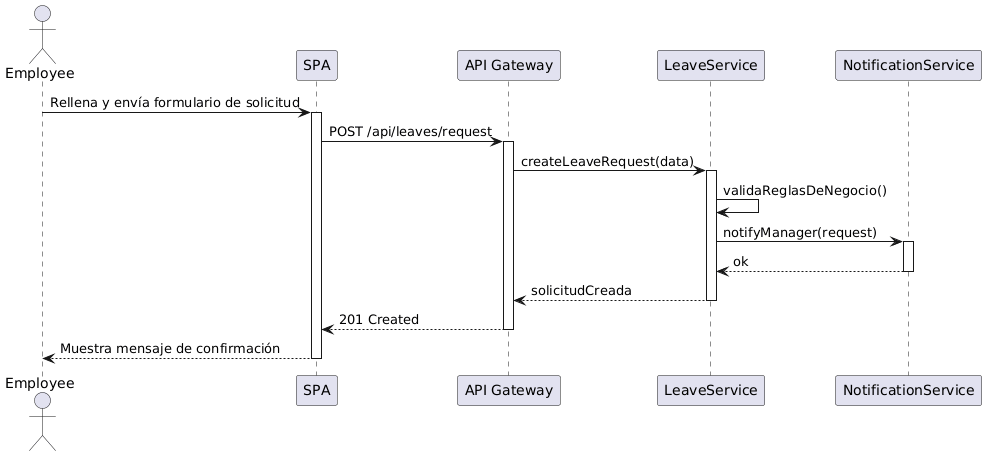 Employee
SPA
API Gateway
LeaveService
NotificationService
Rellena y envía formulario de solicitud
POST /api/leaves/request
createLeaveRequest(data)
validaReglasDeNegocio()
notifyManager(request)
ok
solicitudCreada
201 Created
Muestra mensaje de confirmación
Employee
SPA
API Gateway
LeaveService
NotificationService